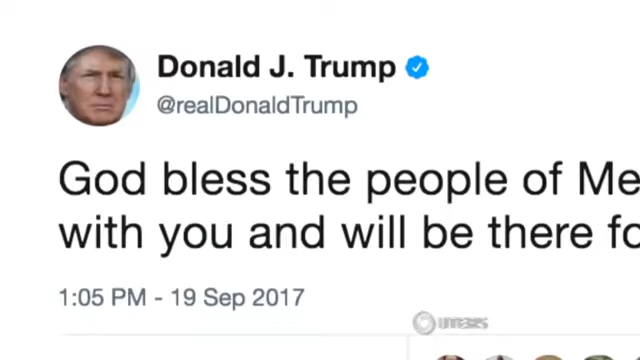 Donald J. Trump
@realDonaldTrump
God bless the people of Me
with you and will be there fo
1:05 PM - 19 Sep 2017